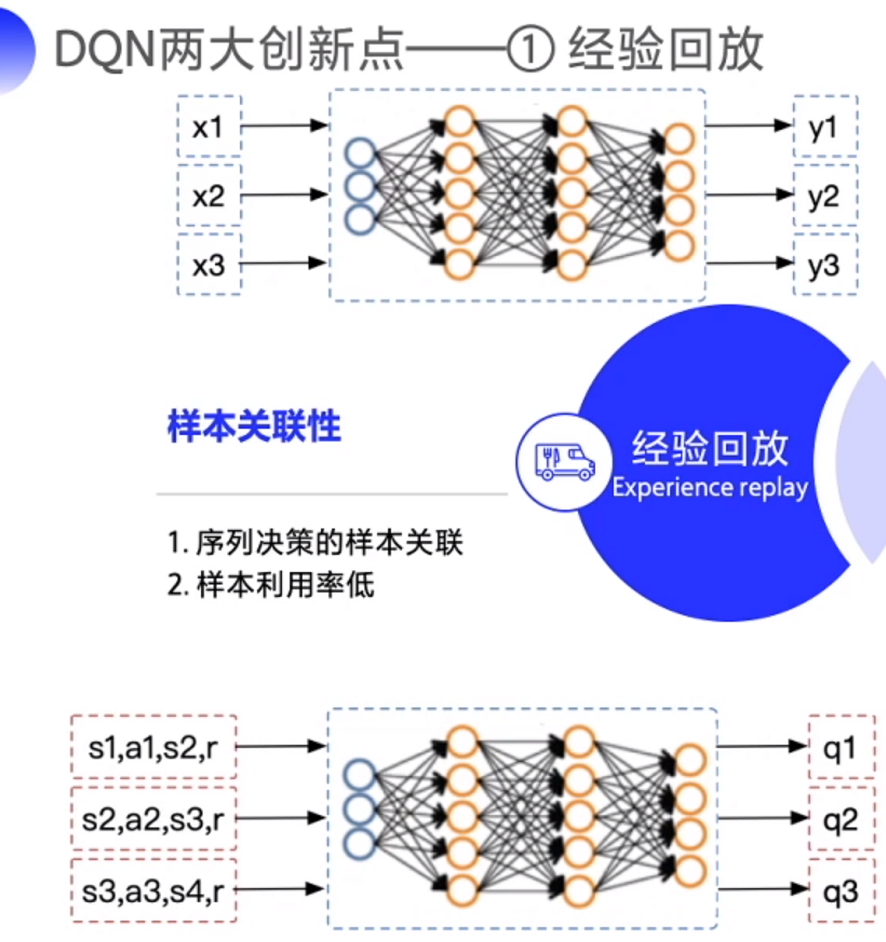 DQN两大创新点——① 经验回放
x1
y1
x2
y2
x3
y3
样本关联性
经验回放
Experience replay
1. 序列决策的样本关联
2. 样本利用率低
s1,a1,s2,r
q1
s2,a2,s3,r
q2
s3,a3,s4,r
q3